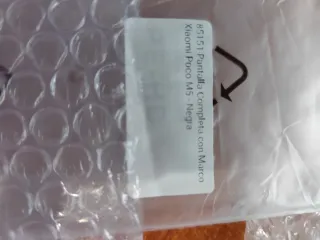 85151 Pantalla Completa con Marco
Xiaomi Poco M5 - Negra